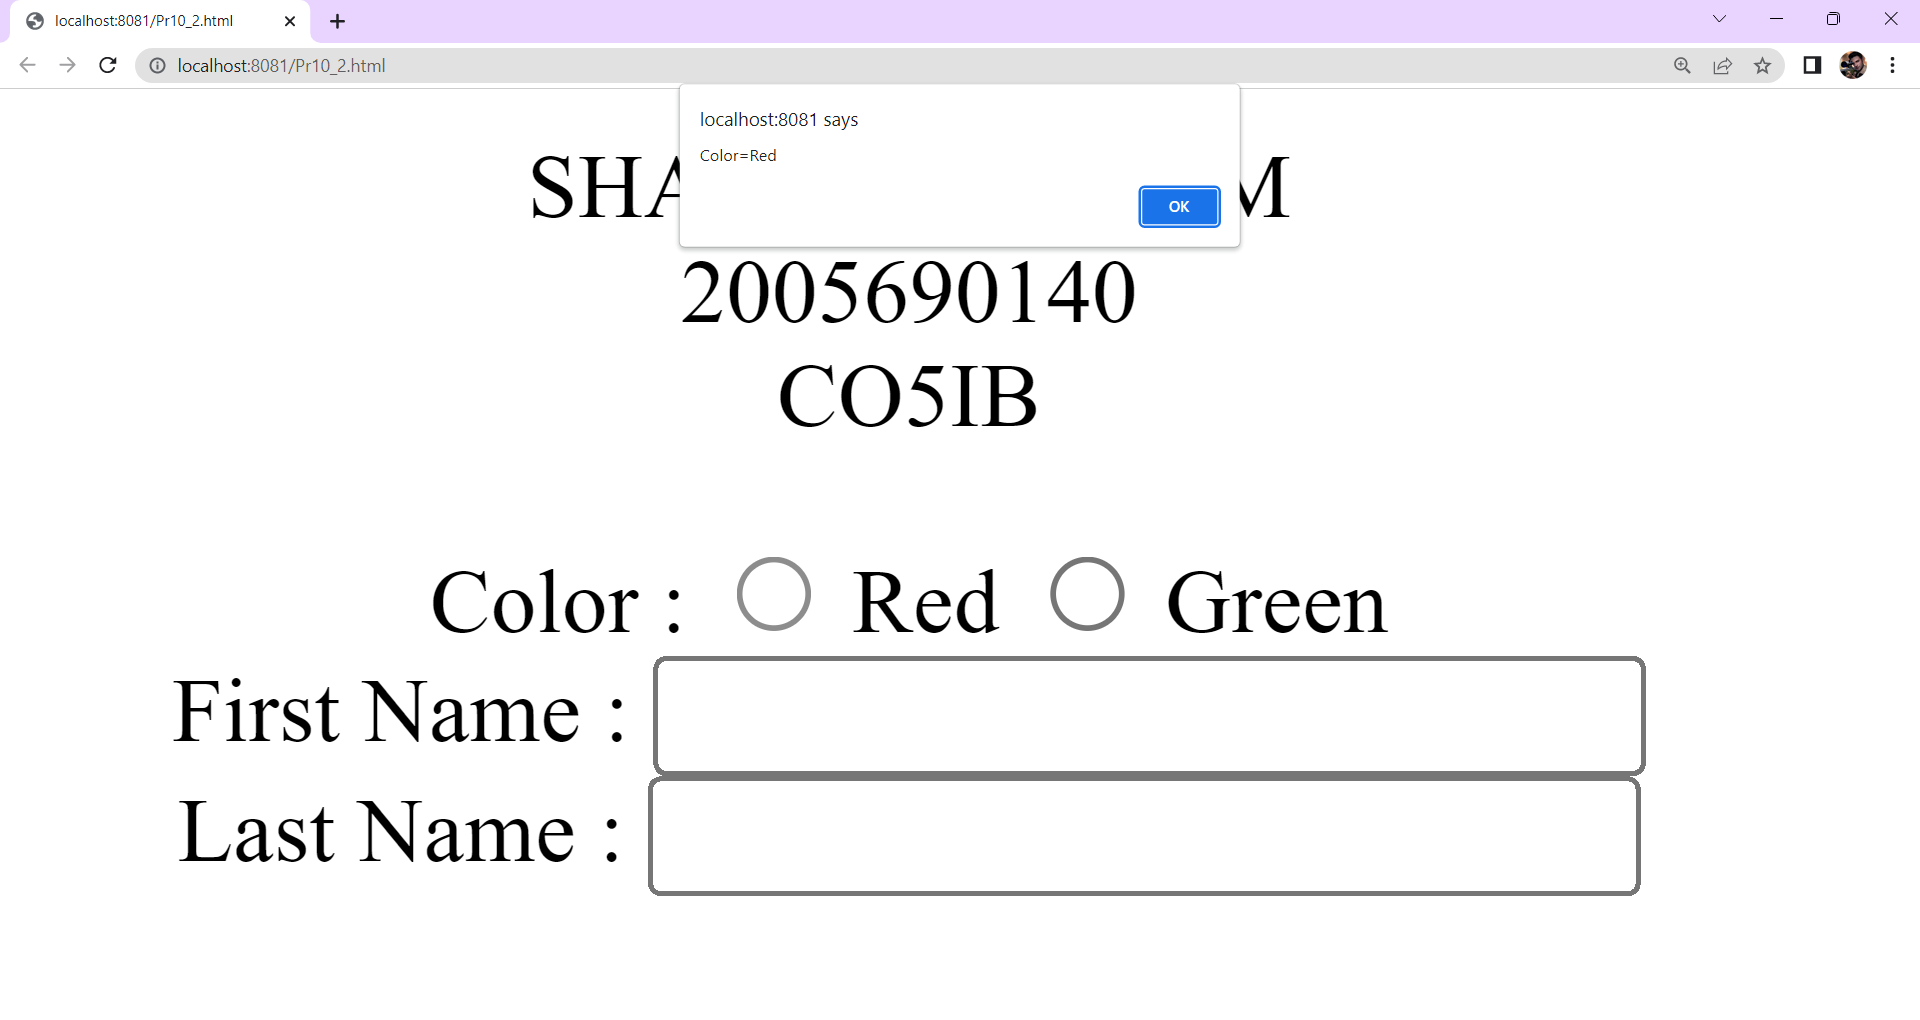 localhost:8081/Pr10_2.html
localhost:8081/Pr10_2.html
localhost:8081 says
Color=Red
OK
2005690140
CO5IB
Color : Red Green
First Name :
Last Name :